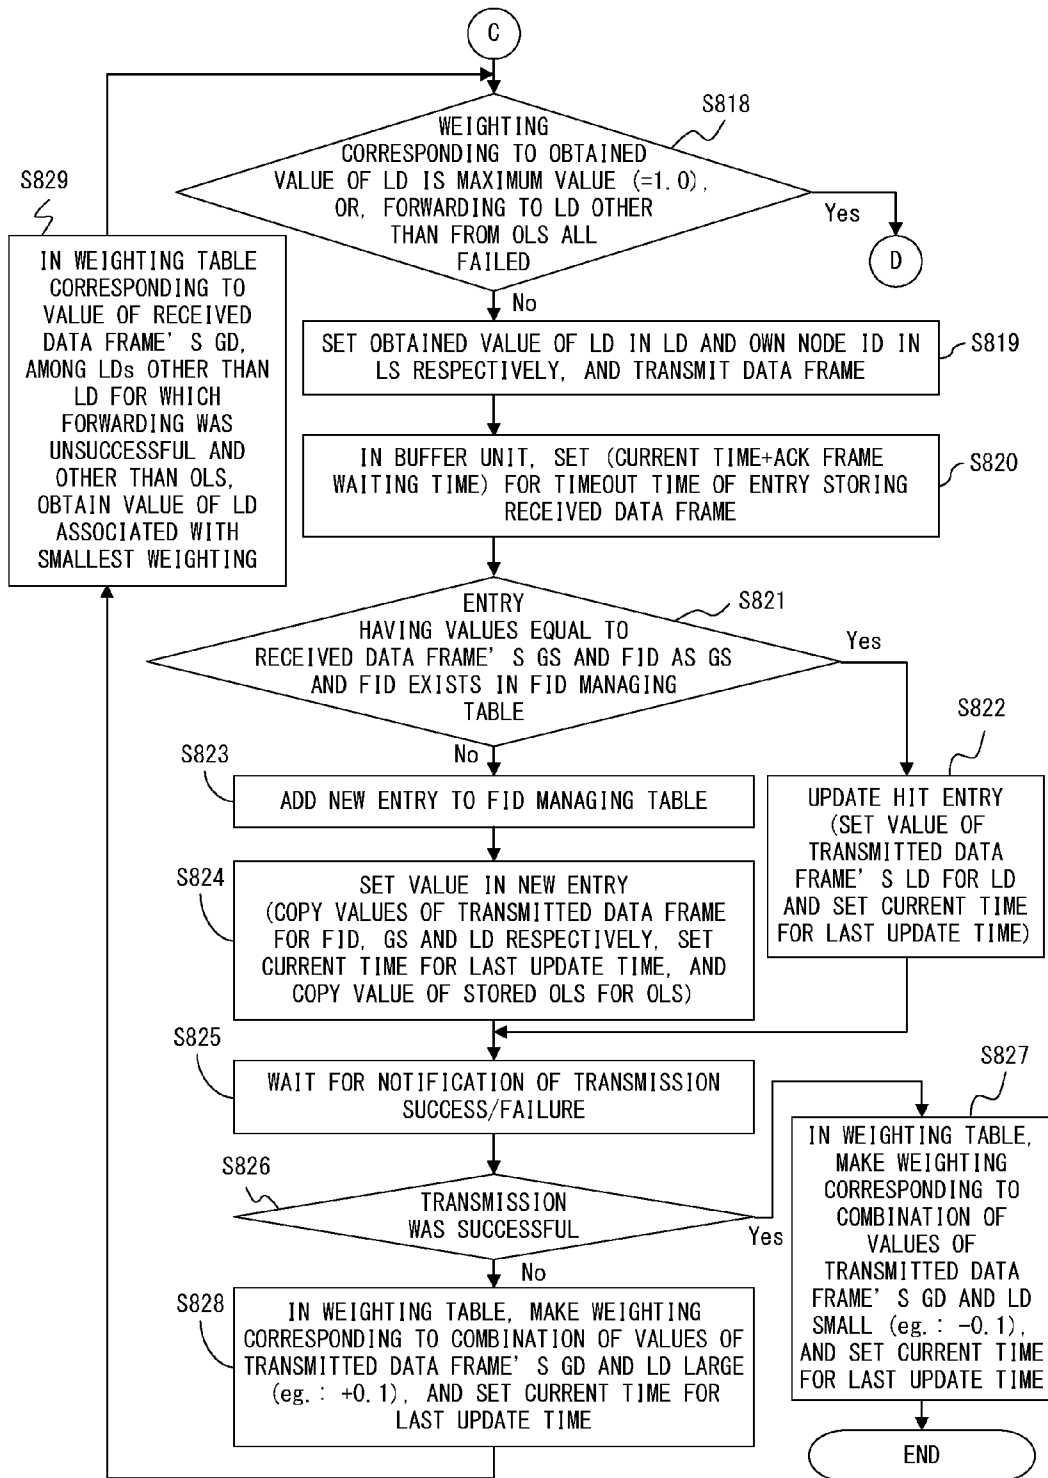 C
S818
WEIGHTING
CORRESPONDING TO OBTAINED
VALUE OF LD IS MAXIMUM VALUE (=1.0),
OR, FORWARDING TO LD OTHER
THAN FROM OLS ALL
FAILED
Yes
D
No
S829
IN WEIGHTING TABLE
CORRESPONDING TO
VALUE OF RECEIVED
DATA FRAME'S GD,
AMONG LDs OTHER THAN
LD FOR WHICH
FORWARDING WAS
UNSUCCESSFUL AND
OTHER THAN OLS,
OBTAIN VALUE OF LD
ASSOCIATED WITH
SMALLEST WEIGHTING
SET OBTAINED VALUE OF LD IN LD AND OWN NODE ID IN
LS RESPECTIVELY, AND TRANSMIT DATA FRAME
S819
IN BUFFER UNIT, SET (CURRENT TIME+ACK FRAME
WAITING TIME) FOR TIMEOUT TIME OF ENTRY STORING
RECEIVED DATA FRAME
S820
S821
ENTRY
HAVING VALUES EQUAL TO
RECEIVED DATA FRAME'S GS AND FID AS GS
AND FID EXISTS IN FID MANAGING
TABLE
Yes
No
S822
UPDATE HIT ENTRY
(SET VALUE OF
TRANSMITTED DATA
FRAME'S LD FOR LD
AND SET CURRENT TIME
FOR LAST UPDATE TIME)
S823
ADD NEW ENTRY TO FID MANAGING TABLE
S824
SET VALUE IN NEW ENTRY
(COPY VALUES OF TRANSMITTED DATA FRAME
FOR FID, GS AND LD RESPECTIVELY, SET
CURRENT TIME FOR LAST UPDATE TIME, AND
COPY VALUE OF STORED OLS FOR OLS)
S825
WAIT FOR NOTIFICATION OF TRANSMISSION
SUCCESS/FAILURE
S826
TRANSMISSION
WAS SUCCESSFUL
Yes
No
S827
IN WEIGHTING TABLE,
MAKE WEIGHTING
CORRESPONDING TO
COMBINATION OF
VALUES OF
TRANSMITTED DATA
FRAME'S GD AND LD
SMALL (eg.: -0.1),
AND SET CURRENT TIME
FOR LAST UPDATE TIME
S828
IN WEIGHTING TABLE, MAKE WEIGHTING
CORRESPONDING TO COMBINATION OF VALUES OF
TRANSMITTED DATA FRAME'S GD AND LD LARGE
(eg.: +0.1), AND SET CURRENT TIME FOR
LAST UPDATE TIME
END